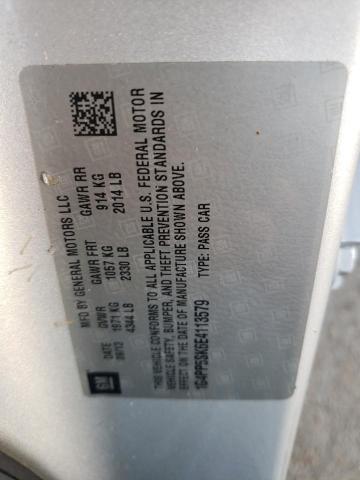 GM
MFD BY GENERAL MOTORS LLC
DATE GVWR GAWR FRT GAWR RR
09/13 1971 KG 1057 KG 914 KG
4344 LB 2330 LB 2014 LB
THIS VEHICLE CONFORMS TO ALL APPLICABLE U.S. FEDERAL MOTOR
VEHICLE SAFETY, BUMPER, AND THEFT PREVENTION STANDARDS IN
EFFECT ON THE DATE OF MANUFACTURE SHOWN ABOVE.
1G4PP5SK6E4113579 TYPE: PASS CAR